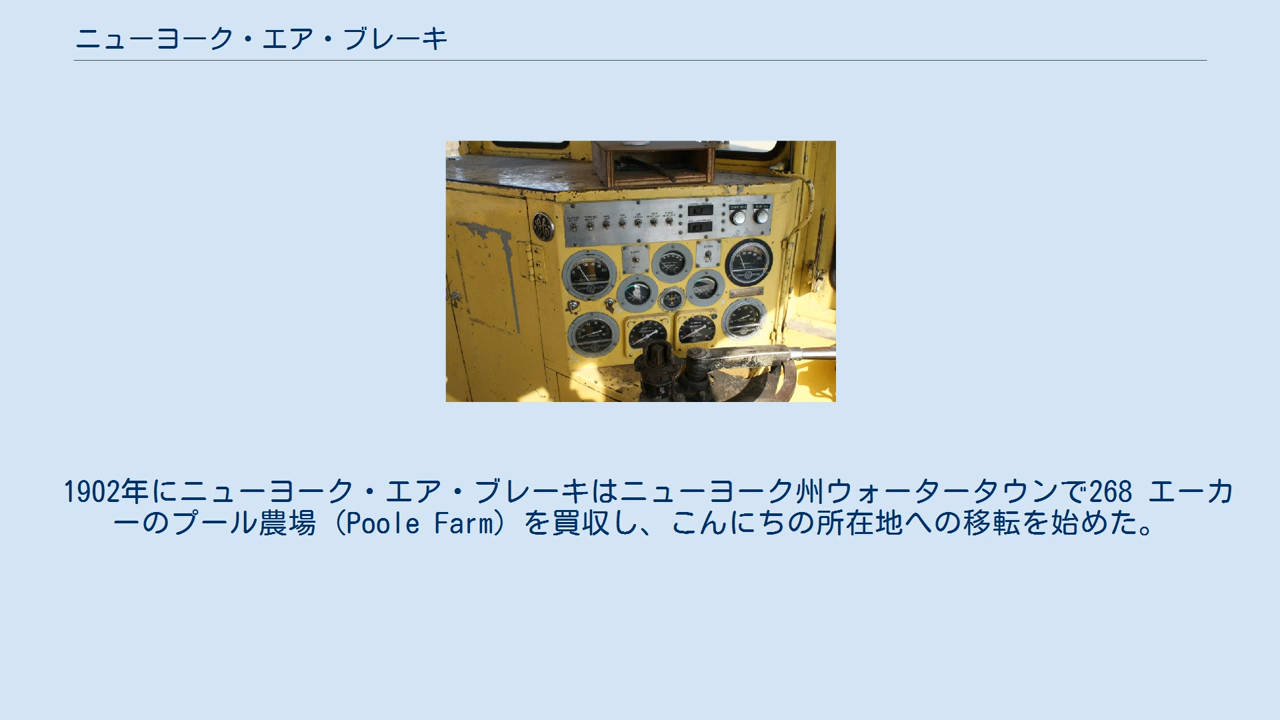 ニューヨーク・エア・ブレーキ
1902年にニューヨーク・エア・ブレーキはニューヨーク州ウォータータウンで268 エーカ
ーのプール農場 (Poole Farm) を買収し、こんにちの所在地への移転を始めた。